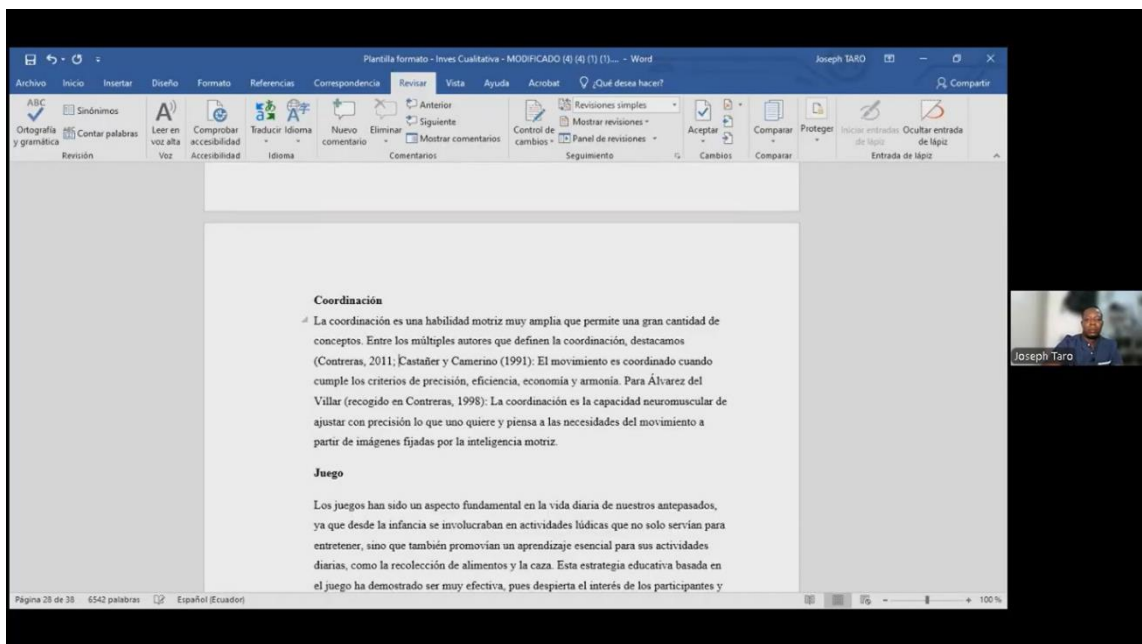 Plantilla formato - Inves Cualitativa - MODIFICADO (4) (4) (1) (1).... - Word
Joseph TARO
Archivo Inicio Insertar Diseño Formato Referencias Correspondencia Revisar Vista Ayuda Acrobat ¿Qué desea hacer? Compartir
ABC
Ortografía y gramática
Sinónimos
Contar palabras
Revisión
Leer en voz alta
Voz
Comprobar accesibilidad
Accesibilidad
Traducir Idioma
Idioma
Nuevo comentario
Eliminar
Anterior
Siguiente
Mostrar comentarios
Comentarios
Control de cambios
Revisiones simples
Mostrar revisiones
Panel de revisiones
Seguimiento
Aceptar
Cambios
Comparar
Comparar
Proteger
Iniciar entradas de lápiz
Ocultar entrada de lápiz
Entrada de lápiz
Coordinación
La coordinación es una habilidad motriz muy amplia que permite una gran cantidad de
conceptos. Entre los múltiples autores que definen la coordinación, destacamos
(Contreras, 2011; Castañer y Camerino (1991): El movimiento es coordinado cuando
cumple los criterios de precisión, eficiencia, economía y armonía. Para Álvarez del
Villar (recogido en Contreras, 1998): La coordinación es la capacidad neuromuscular de
ajustar con precisión lo que uno quiere y piensa a las necesidades del movimiento a
partir de imágenes fijadas por la inteligencia motriz.
Juego
Los juegos han sido un aspecto fundamental en la vida diaria de nuestros antepasados,
ya que desde la infancia se involucraban en actividades lúdicas que no solo servían para
entretener, sino que también promovían un aprendizaje esencial para sus actividades
diarias, como la recolección de alimentos y la caza. Esta estrategia educativa basada en
el juego ha demostrado ser muy efectiva, pues despierta el interés de los participantes y
Joseph Taro
Página 28 de 38 6542 palabras Español (Ecuador) 100 %